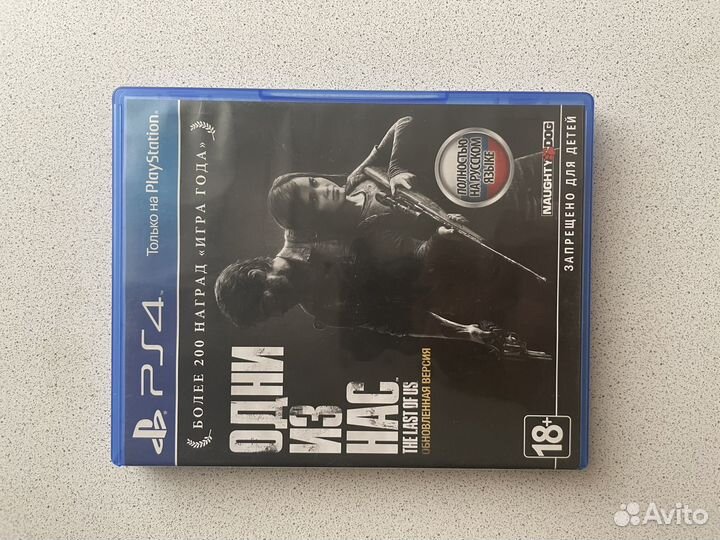 PS4
Только на PlayStation®
БОЛЕЕ 200 НАГРАД «ИГРА ГОДА»
ПОЛНОСТЬЮ
НА РУССКОМ
ЯЗЫКЕ
ОДНИ
ИЗ
НАС™
THE LAST OF US
ОБНОВЛЕННАЯ ВЕРСИЯ
NAUGHTY DOG
18+
ЗАПРЕЩЕНО ДЛЯ ДЕТЕЙ
Avito